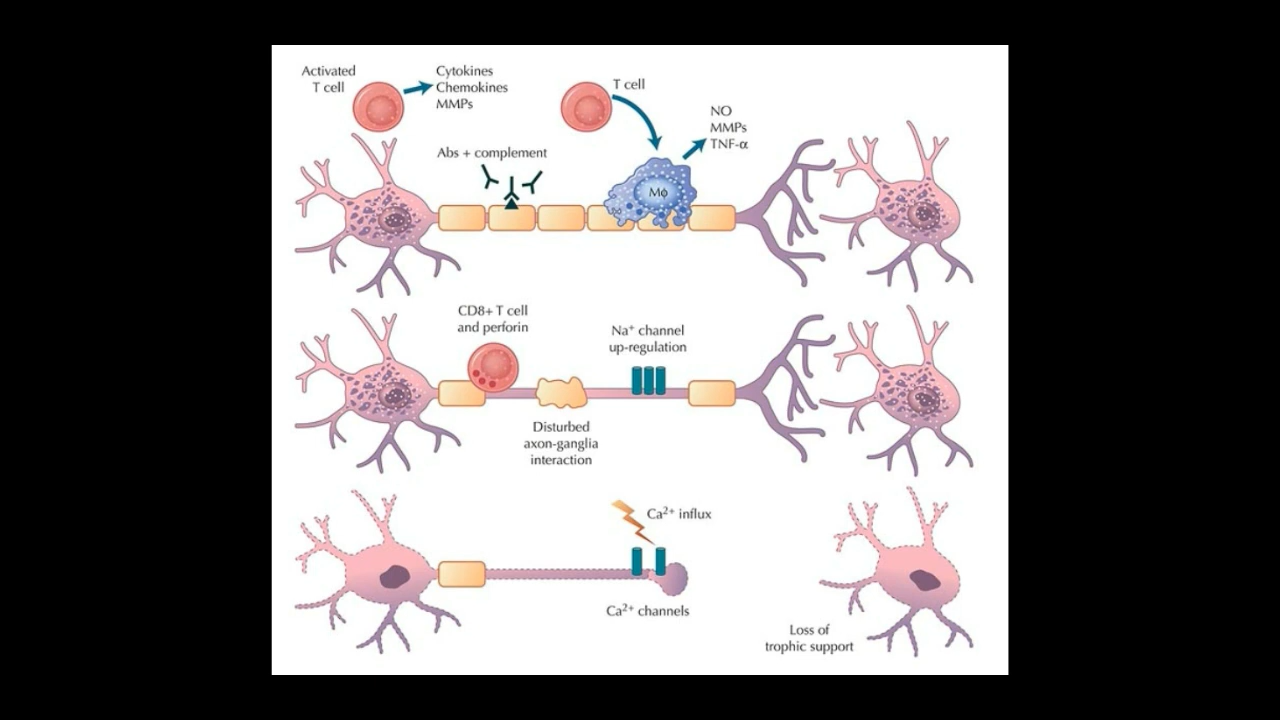 Activated
T cell
Cytokines
Chemokines
MMPs
T cell
NO
MMPs
TNF-α
Abs + complement
Mϕ
CD8+ T cell
and perforin
Na⁺ channel
up-regulation
Disturbed
axon-ganglia
interaction
Ca²⁺ influx
Ca²⁺ channels
Loss of
trophic support